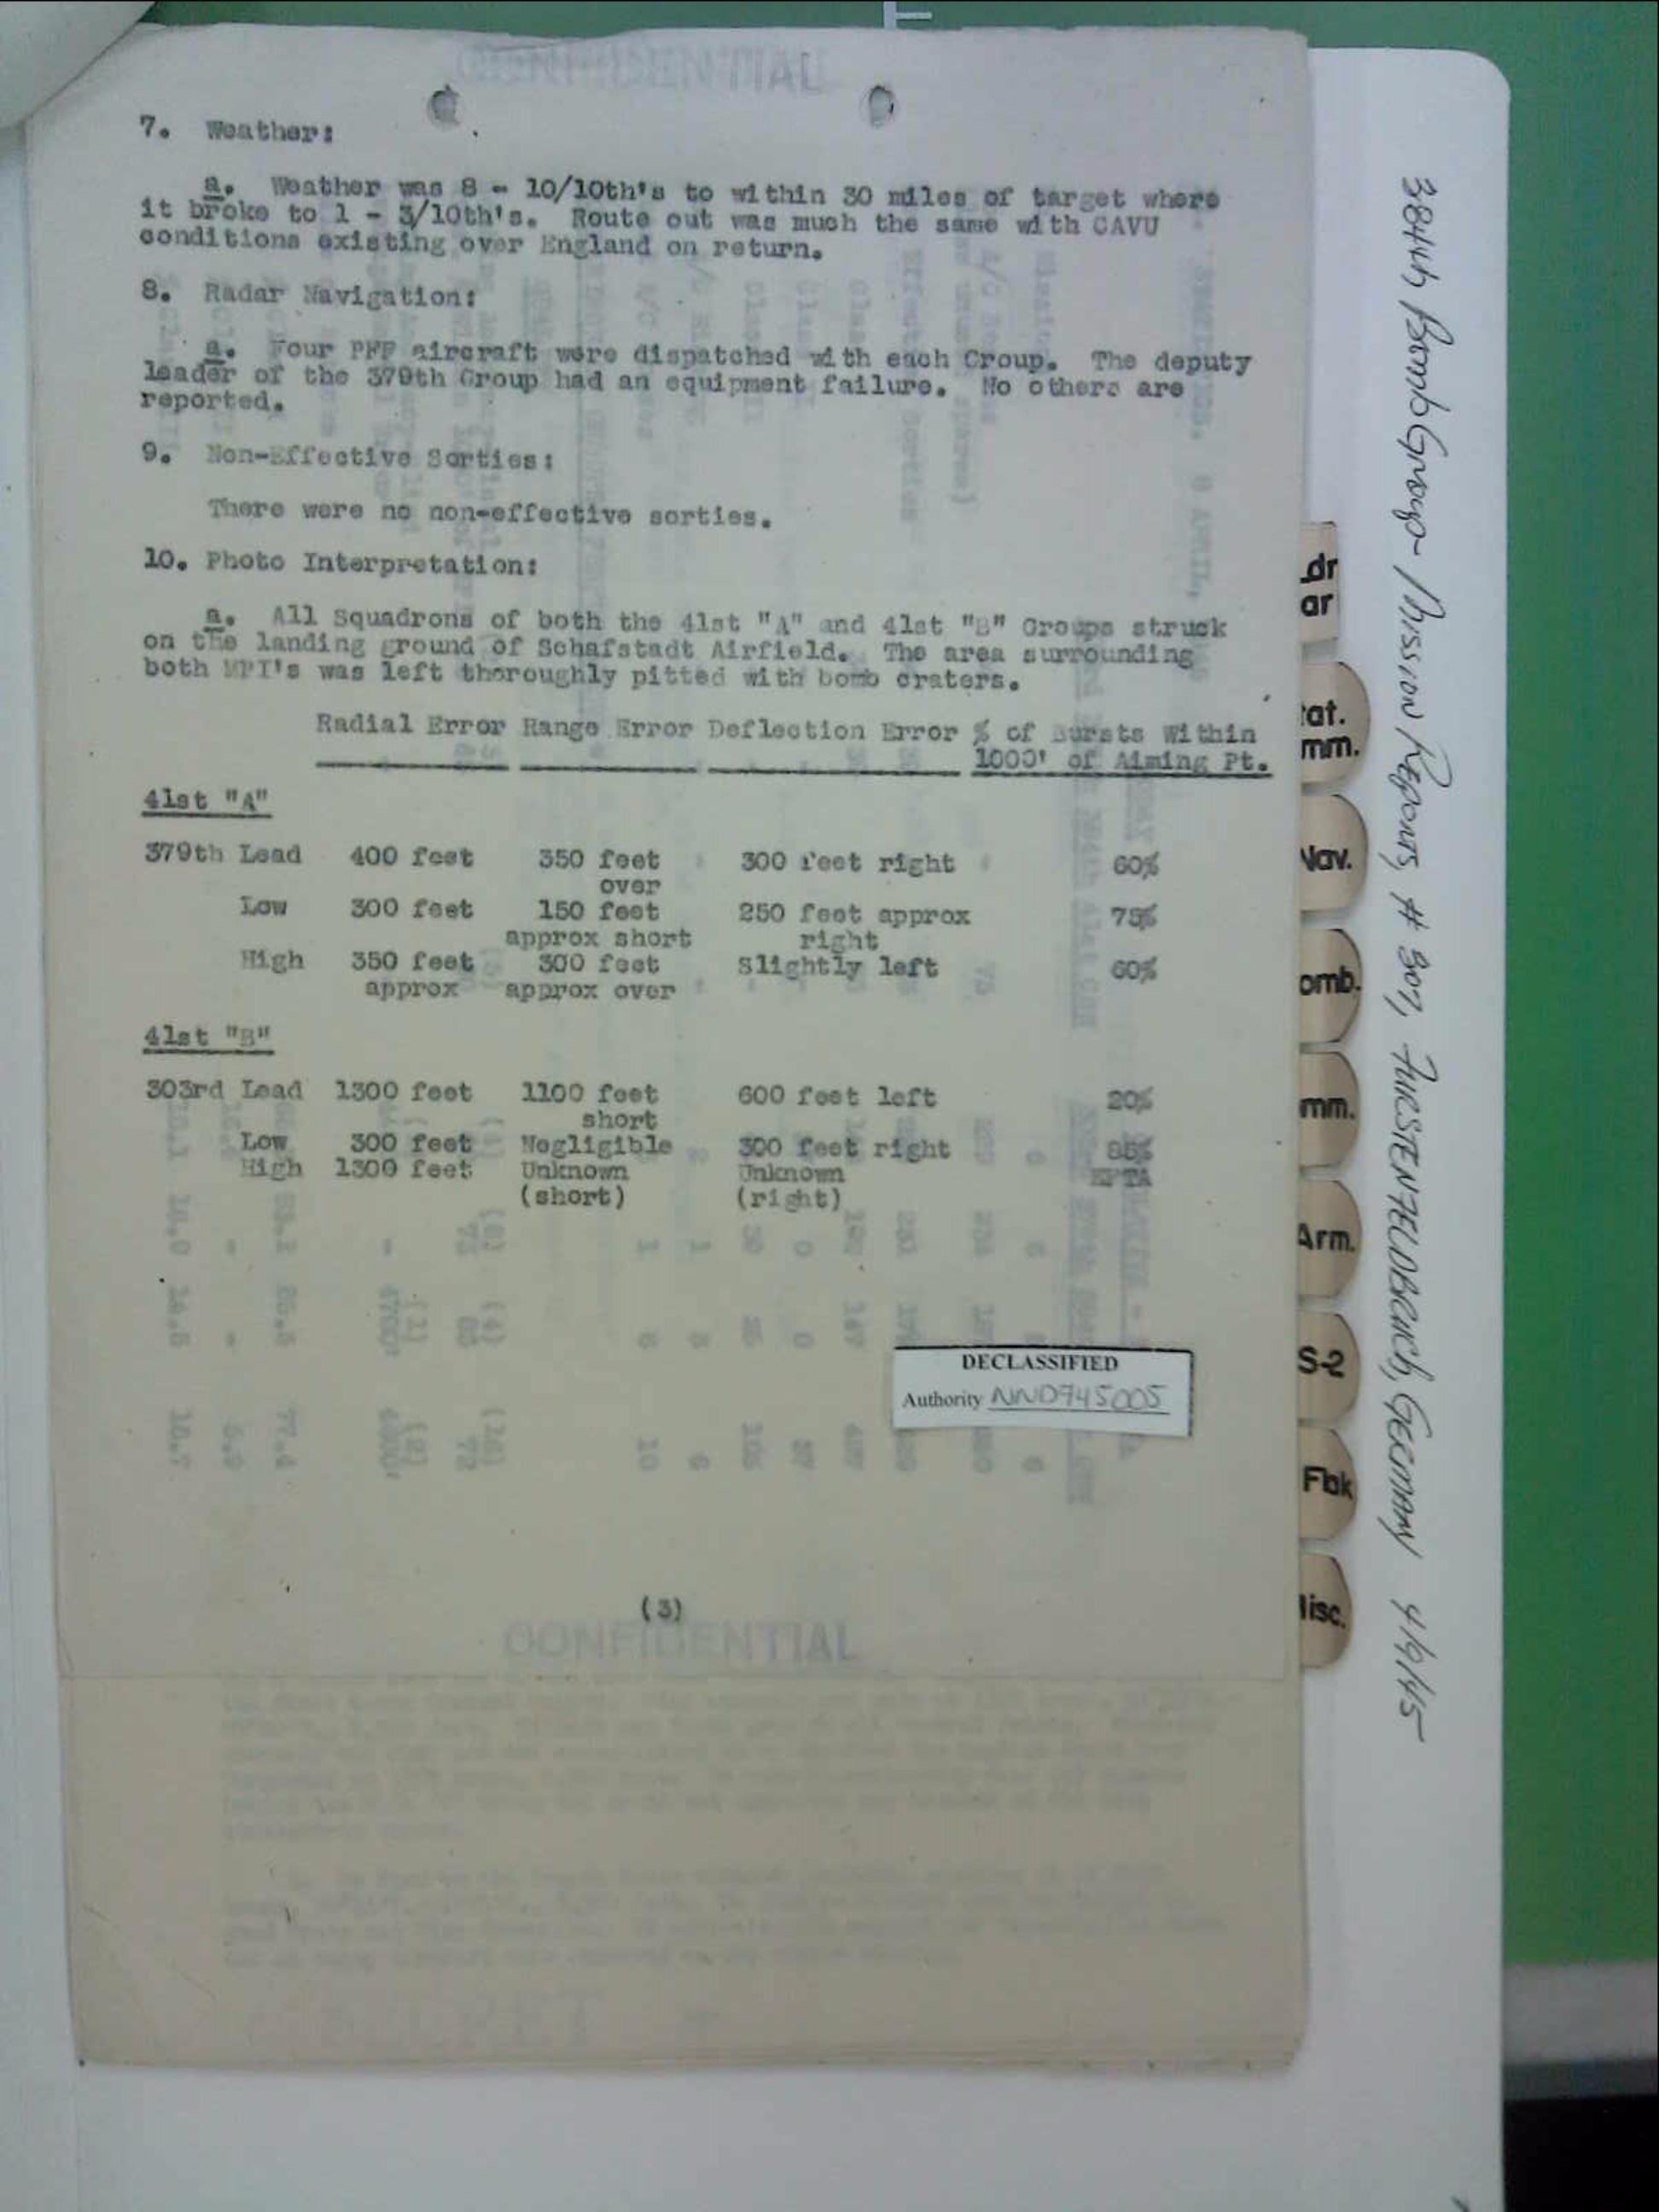 CONFIDENTIAL
7. Weather:
a. Weather was 8 - 10/10th's to within 30 miles of target where
it broke to 1 - 3/10th's. Route out was much the same with CAVU
conditions existing over England on return.
8. Radar Navigation:
a. Four PFF aircraft were dispatched with each Group. The deputy
leader of the 379th Group had an equipment failure. No others are
reported.
9. Non-Effective Sorties:
There were no non-effective sorties.
10. Photo Interpretation:
a. All Squadrons of both the 41st "A" and 41st "B" Groups struck
on the landing ground of Schafstadt Airfield. The area surrounding
both MPI's was left thoroughly pitted with bomb craters.
Radial Error Range Error Deflection Error % of Bursts Within
1000' of Aiming Pt.
41st "A"
379th Lead 400 feet 350 feet 300 feet right 60%
over
Low 300 feet 150 feet 250 feet approx 75%
approx short right
High 350 feet 300 feet Slightly left 60%
approx approx over
41st "B"
303rd Lead 1300 feet 1100 feet 600 feet left 20%
short
Low 300 feet Negligible 300 feet right 85%
High 1300 feet Unknown Unknown
(short) (right)
DECLASSIFIED
Authority NND945005
(3)
CONFIDENTIAL
dr
ar
tat.
mm.
Nav.
omb.
mm.
Arm.
S-2
Flak
isc.
384th Bomb Group - Mission Reports, # 307, FURSTENFELDBRUCH, GERMANY 4/9/45